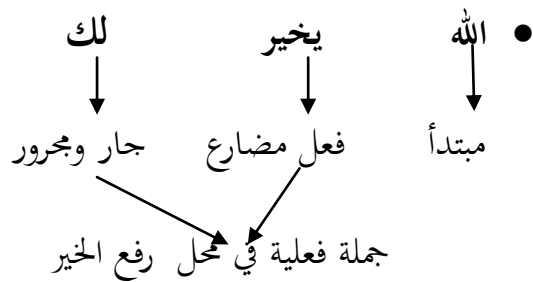 • الله يخير لك
مبتدأ فعل مضارع جار ومجرور
جملة فعلية في محل رفع الخير